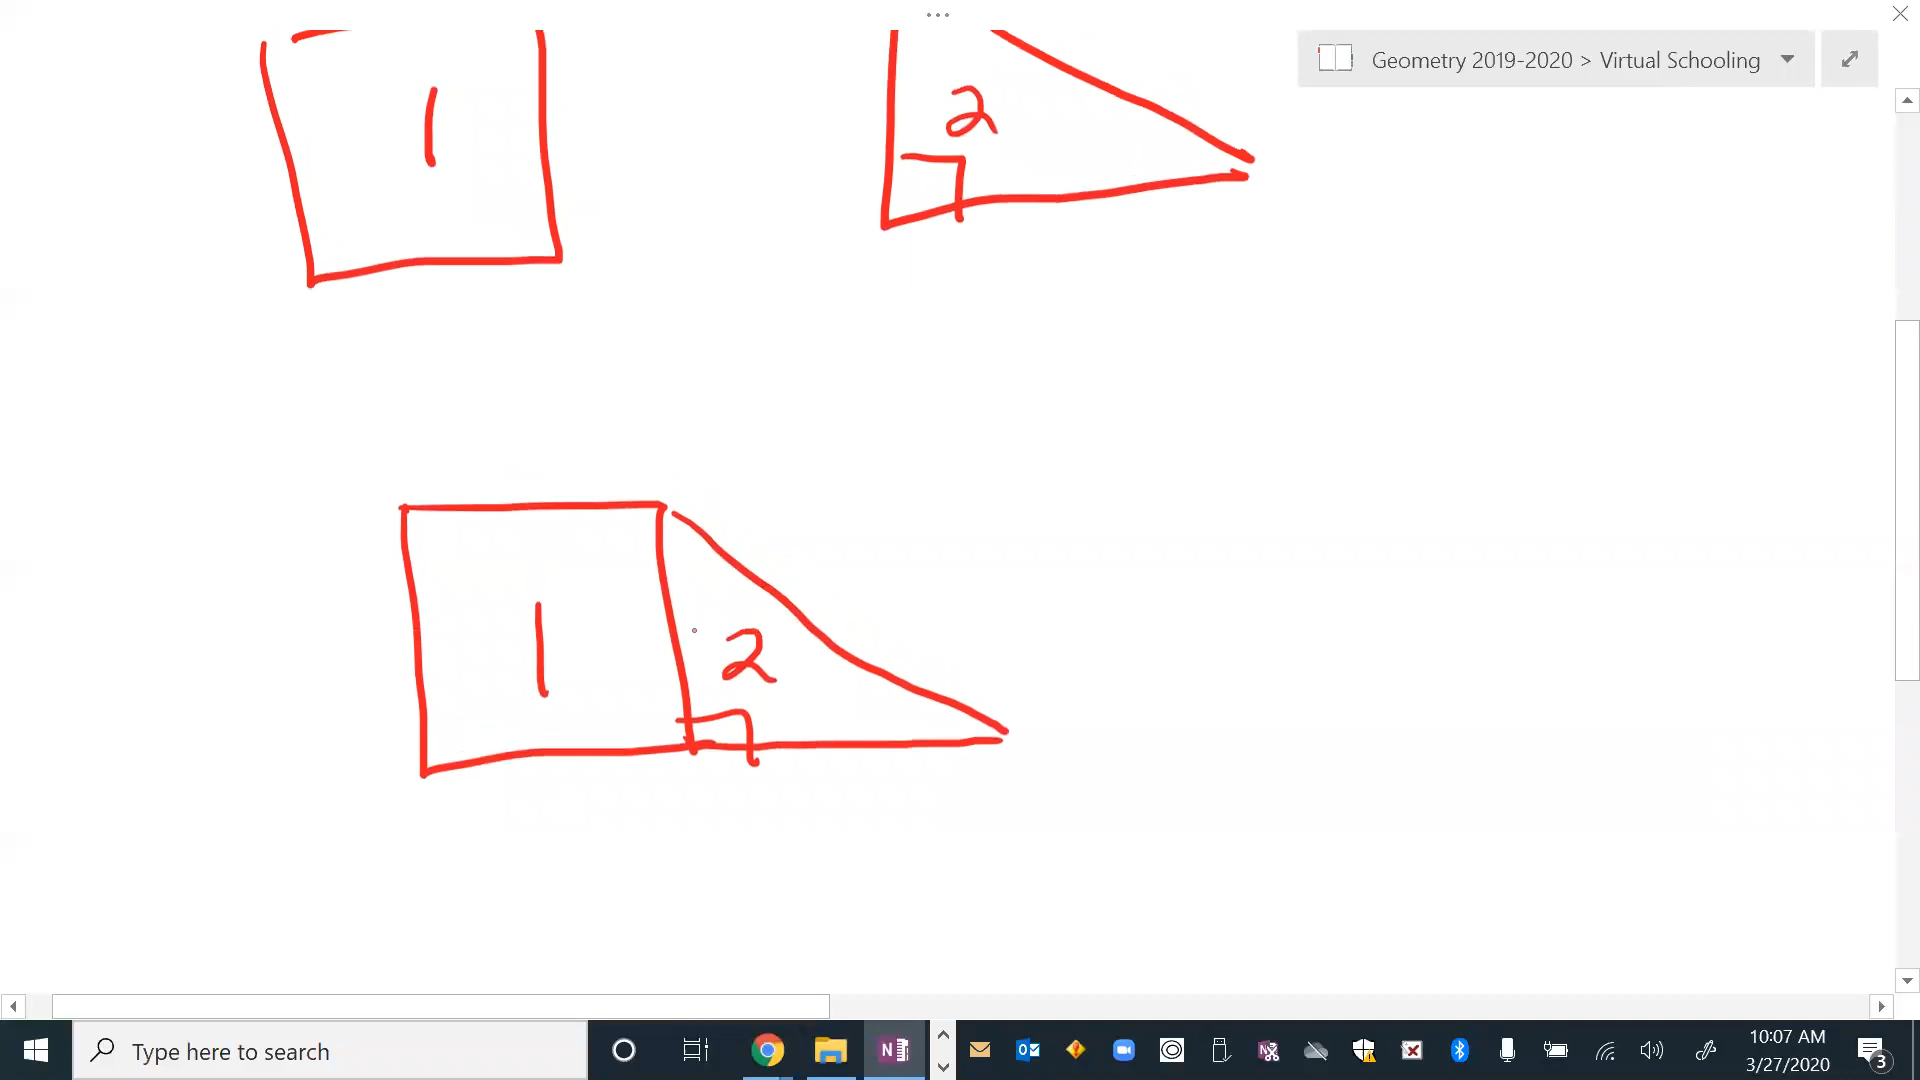 Geometry 2019-2020 > Virtual Schooling
1
2
1
2
Type here to search
N
10:07 AM
3/27/2020
3